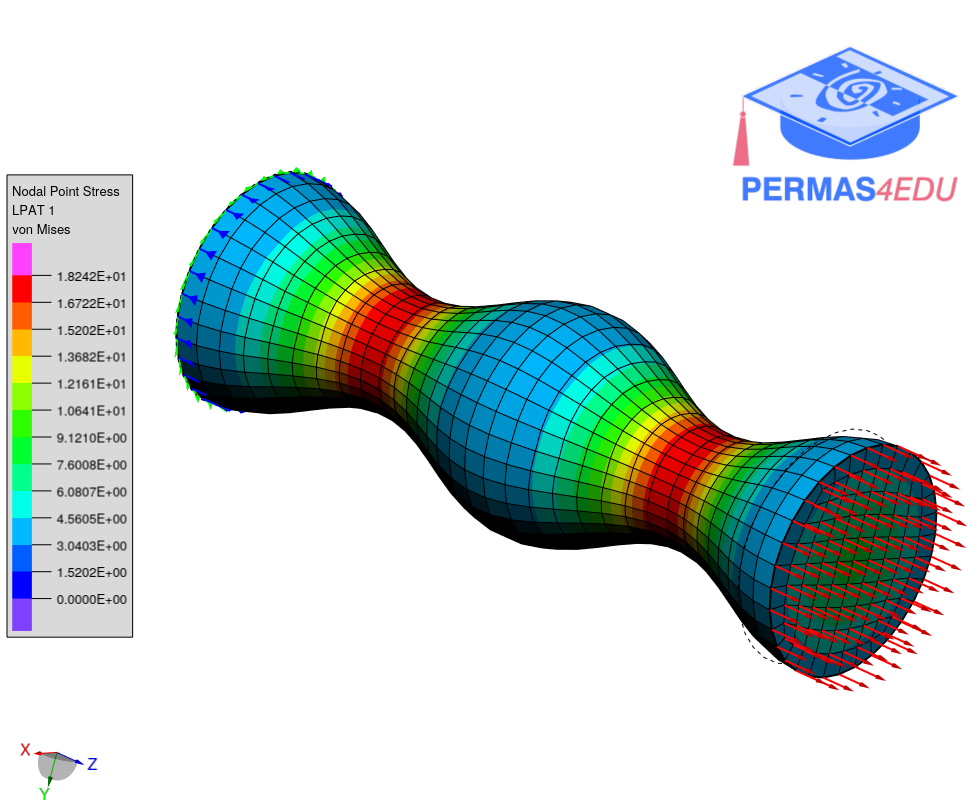 PERMAS4EDU
Nodal Point Stress
LPAT 1
von Mises
1.8242E+01
1.6722E+01
1.5202E+01
1.3682E+01
1.2161E+01
1.0641E+01
9.1210E+00
7.6008E+00
6.0807E+00
4.5605E+00
3.0403E+00
1.5202E+00
0.0000E+00
X
Z
Y